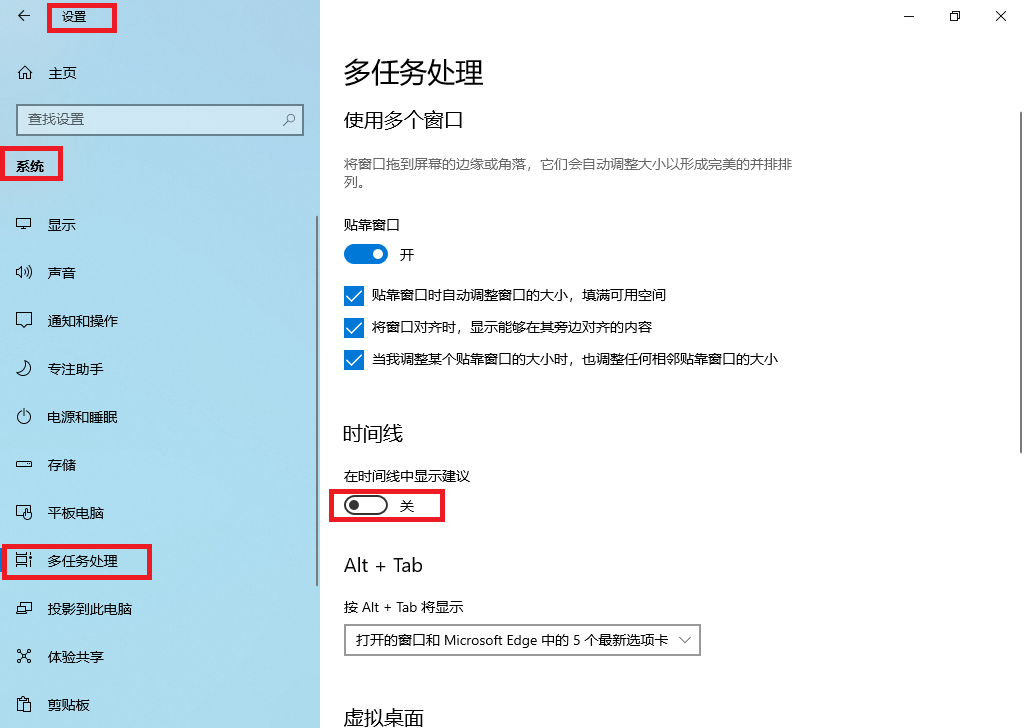 设置
主页
查找设置
系统
显示
声音
通知和操作
专注助手
电源和睡眠
存储
平板电脑
多任务处理
投影到此电脑
体验共享
剪贴板
多任务处理
使用多个窗口
将窗口拖到屏幕的边缘或角落，它们会自动调整大小以形成完美的并排排
列。
贴靠窗口
开
贴靠窗口时自动调整窗口的大小，填满可用空间
将窗口对齐时，显示能够在其旁边对齐的内容
当我调整某个贴靠窗口的大小时，也调整任何相邻贴靠窗口的大小
时间线
在时间线中显示建议
关
Alt + Tab
按 Alt + Tab 将显示
打开的窗口和 Microsoft Edge 中的 5 个最新选项卡
虚拟桌面